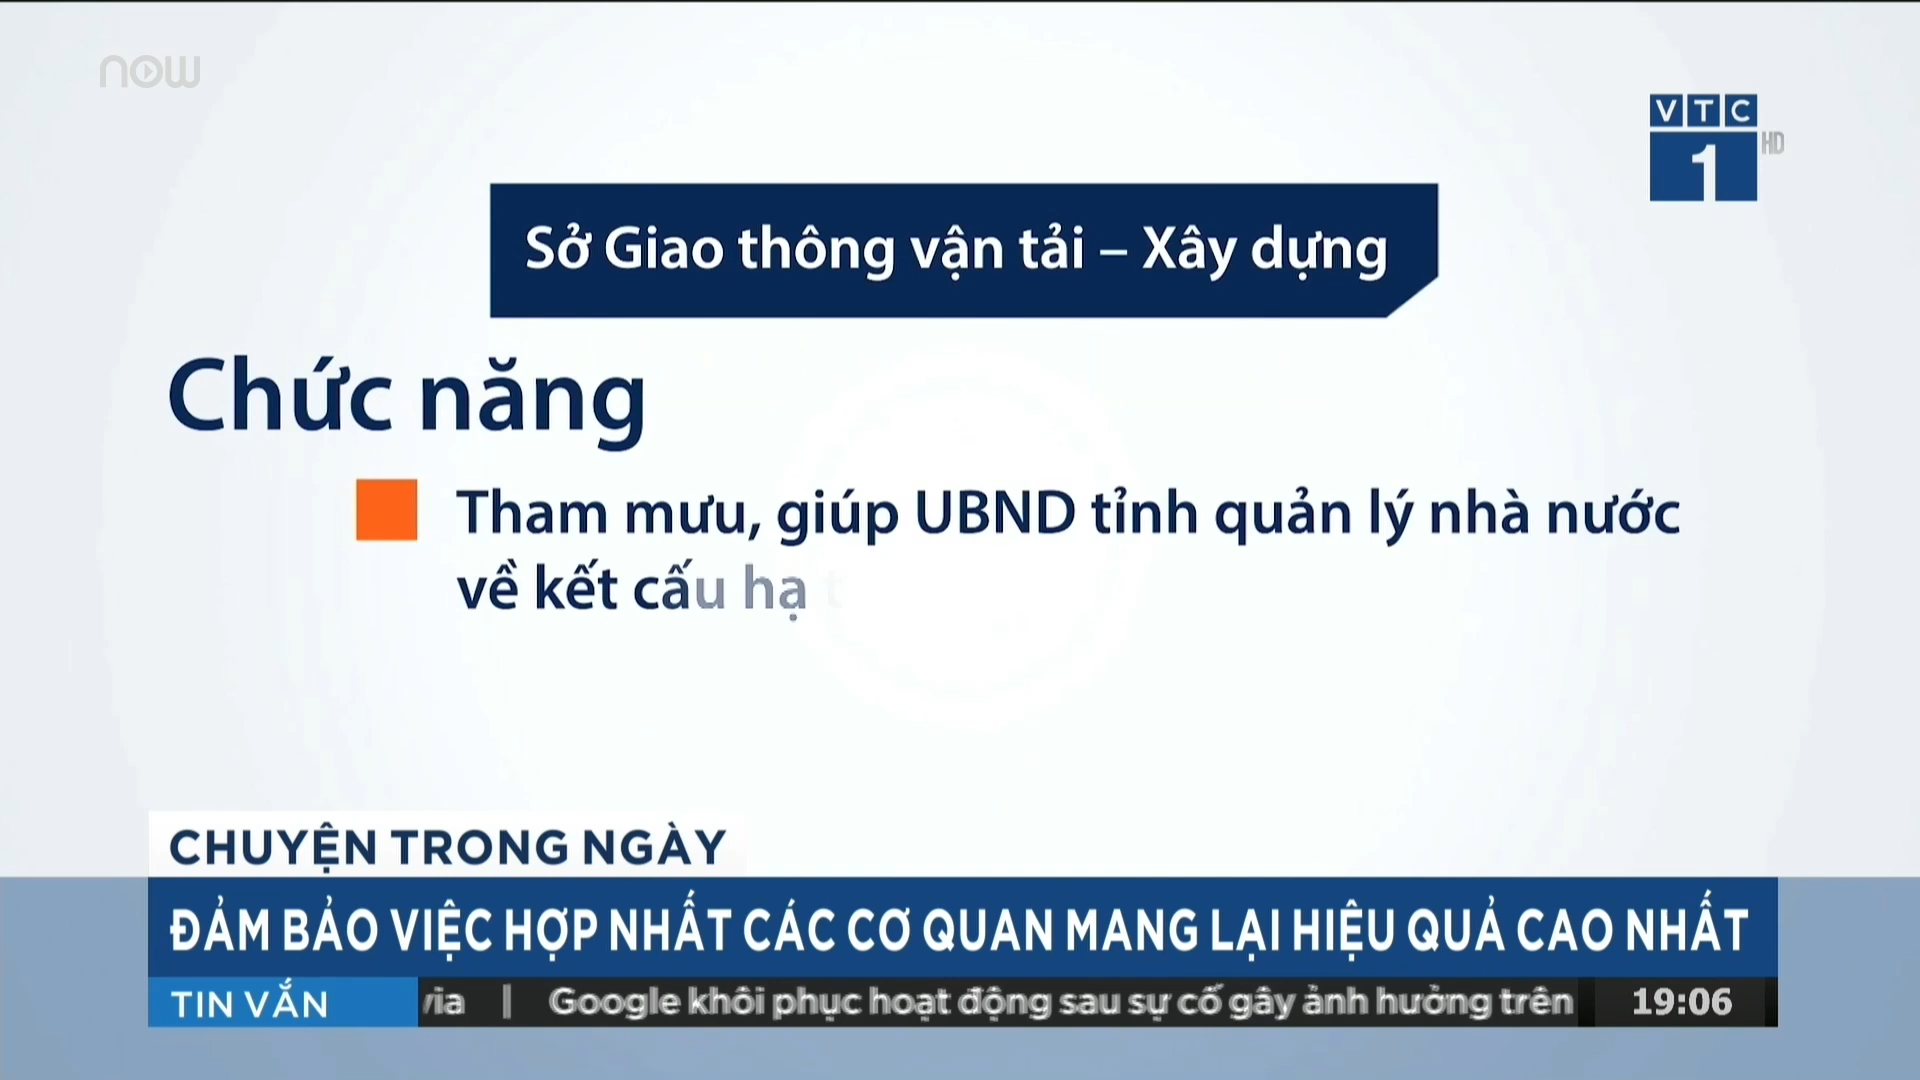 now
VTC
1
HD
Sở Giao thông vận tải – Xây dựng
Chức năng
Tham mưu, giúp UBND tỉnh quản lý nhà nước
về kết cấu hạ t
CHUYỆN TRONG NGÀY
ĐẢM BẢO VIỆC HỢP NHẤT CÁC CƠ QUAN MANG LẠI HIỆU QUẢ CAO NHẤT
TIN VẮN
via | Google khôi phục hoạt động sau sự cố gây ảnh hưởng trên
19:06